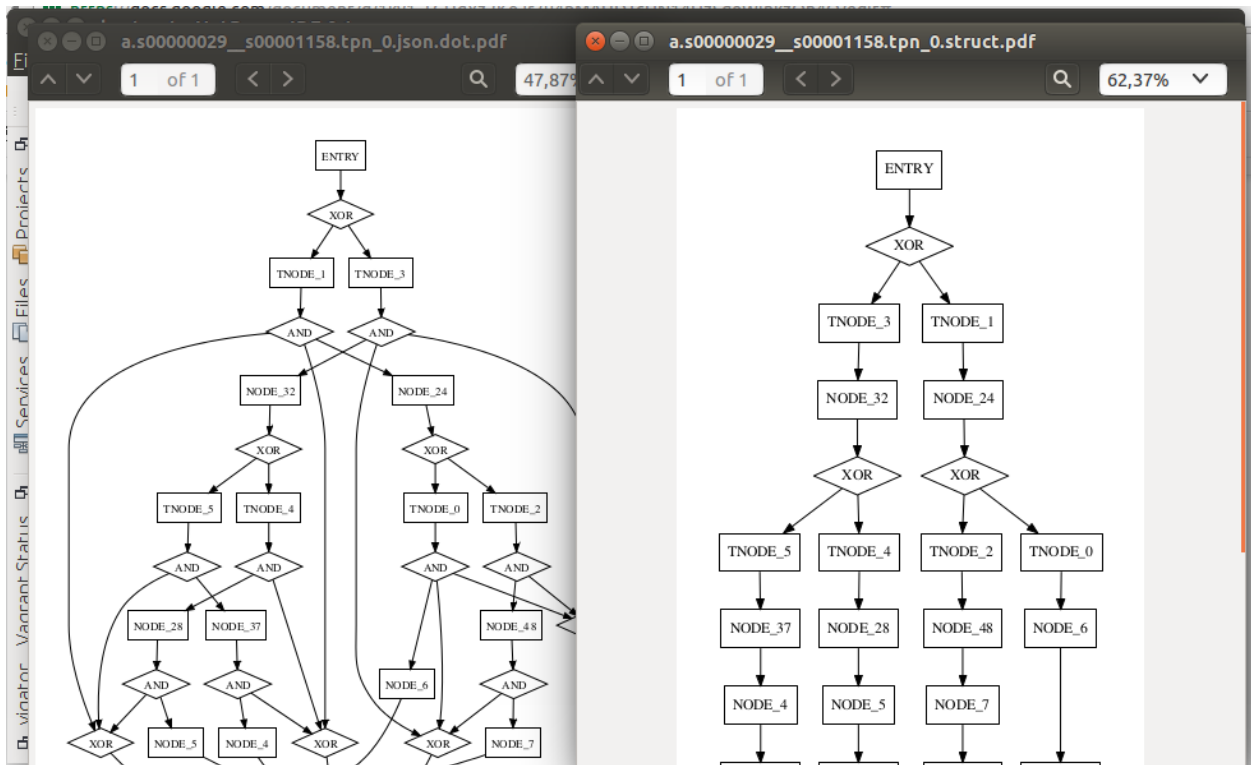 a.s00000029__s00001158.tpn_0.json.dot.pdf
1 of 1
47,87%
Projects
Files
Services
Vagrant Status
ENTRY
XOR
TNODE_1 TNODE_3
AND AND
NODE_32 NODE_24
XOR XOR
TNODE_5 TNODE_4 TNODE_0 TNODE_2
AND AND AND AND
NODE_28 NODE_37 NODE_48
AND AND NODE_6 AND
XOR NODE_5 NODE_4 XOR XOR NODE_7
a.s00000029__s00001158.tpn_0.struct.pdf
1 of 1
62,37%
ENTRY
XOR
TNODE_3 TNODE_1
NODE_32 NODE_24
XOR XOR
TNODE_5 TNODE_4 TNODE_2 TNODE_0
NODE_37 NODE_28 NODE_48 NODE_6
NODE_4 NODE_5 NODE_7